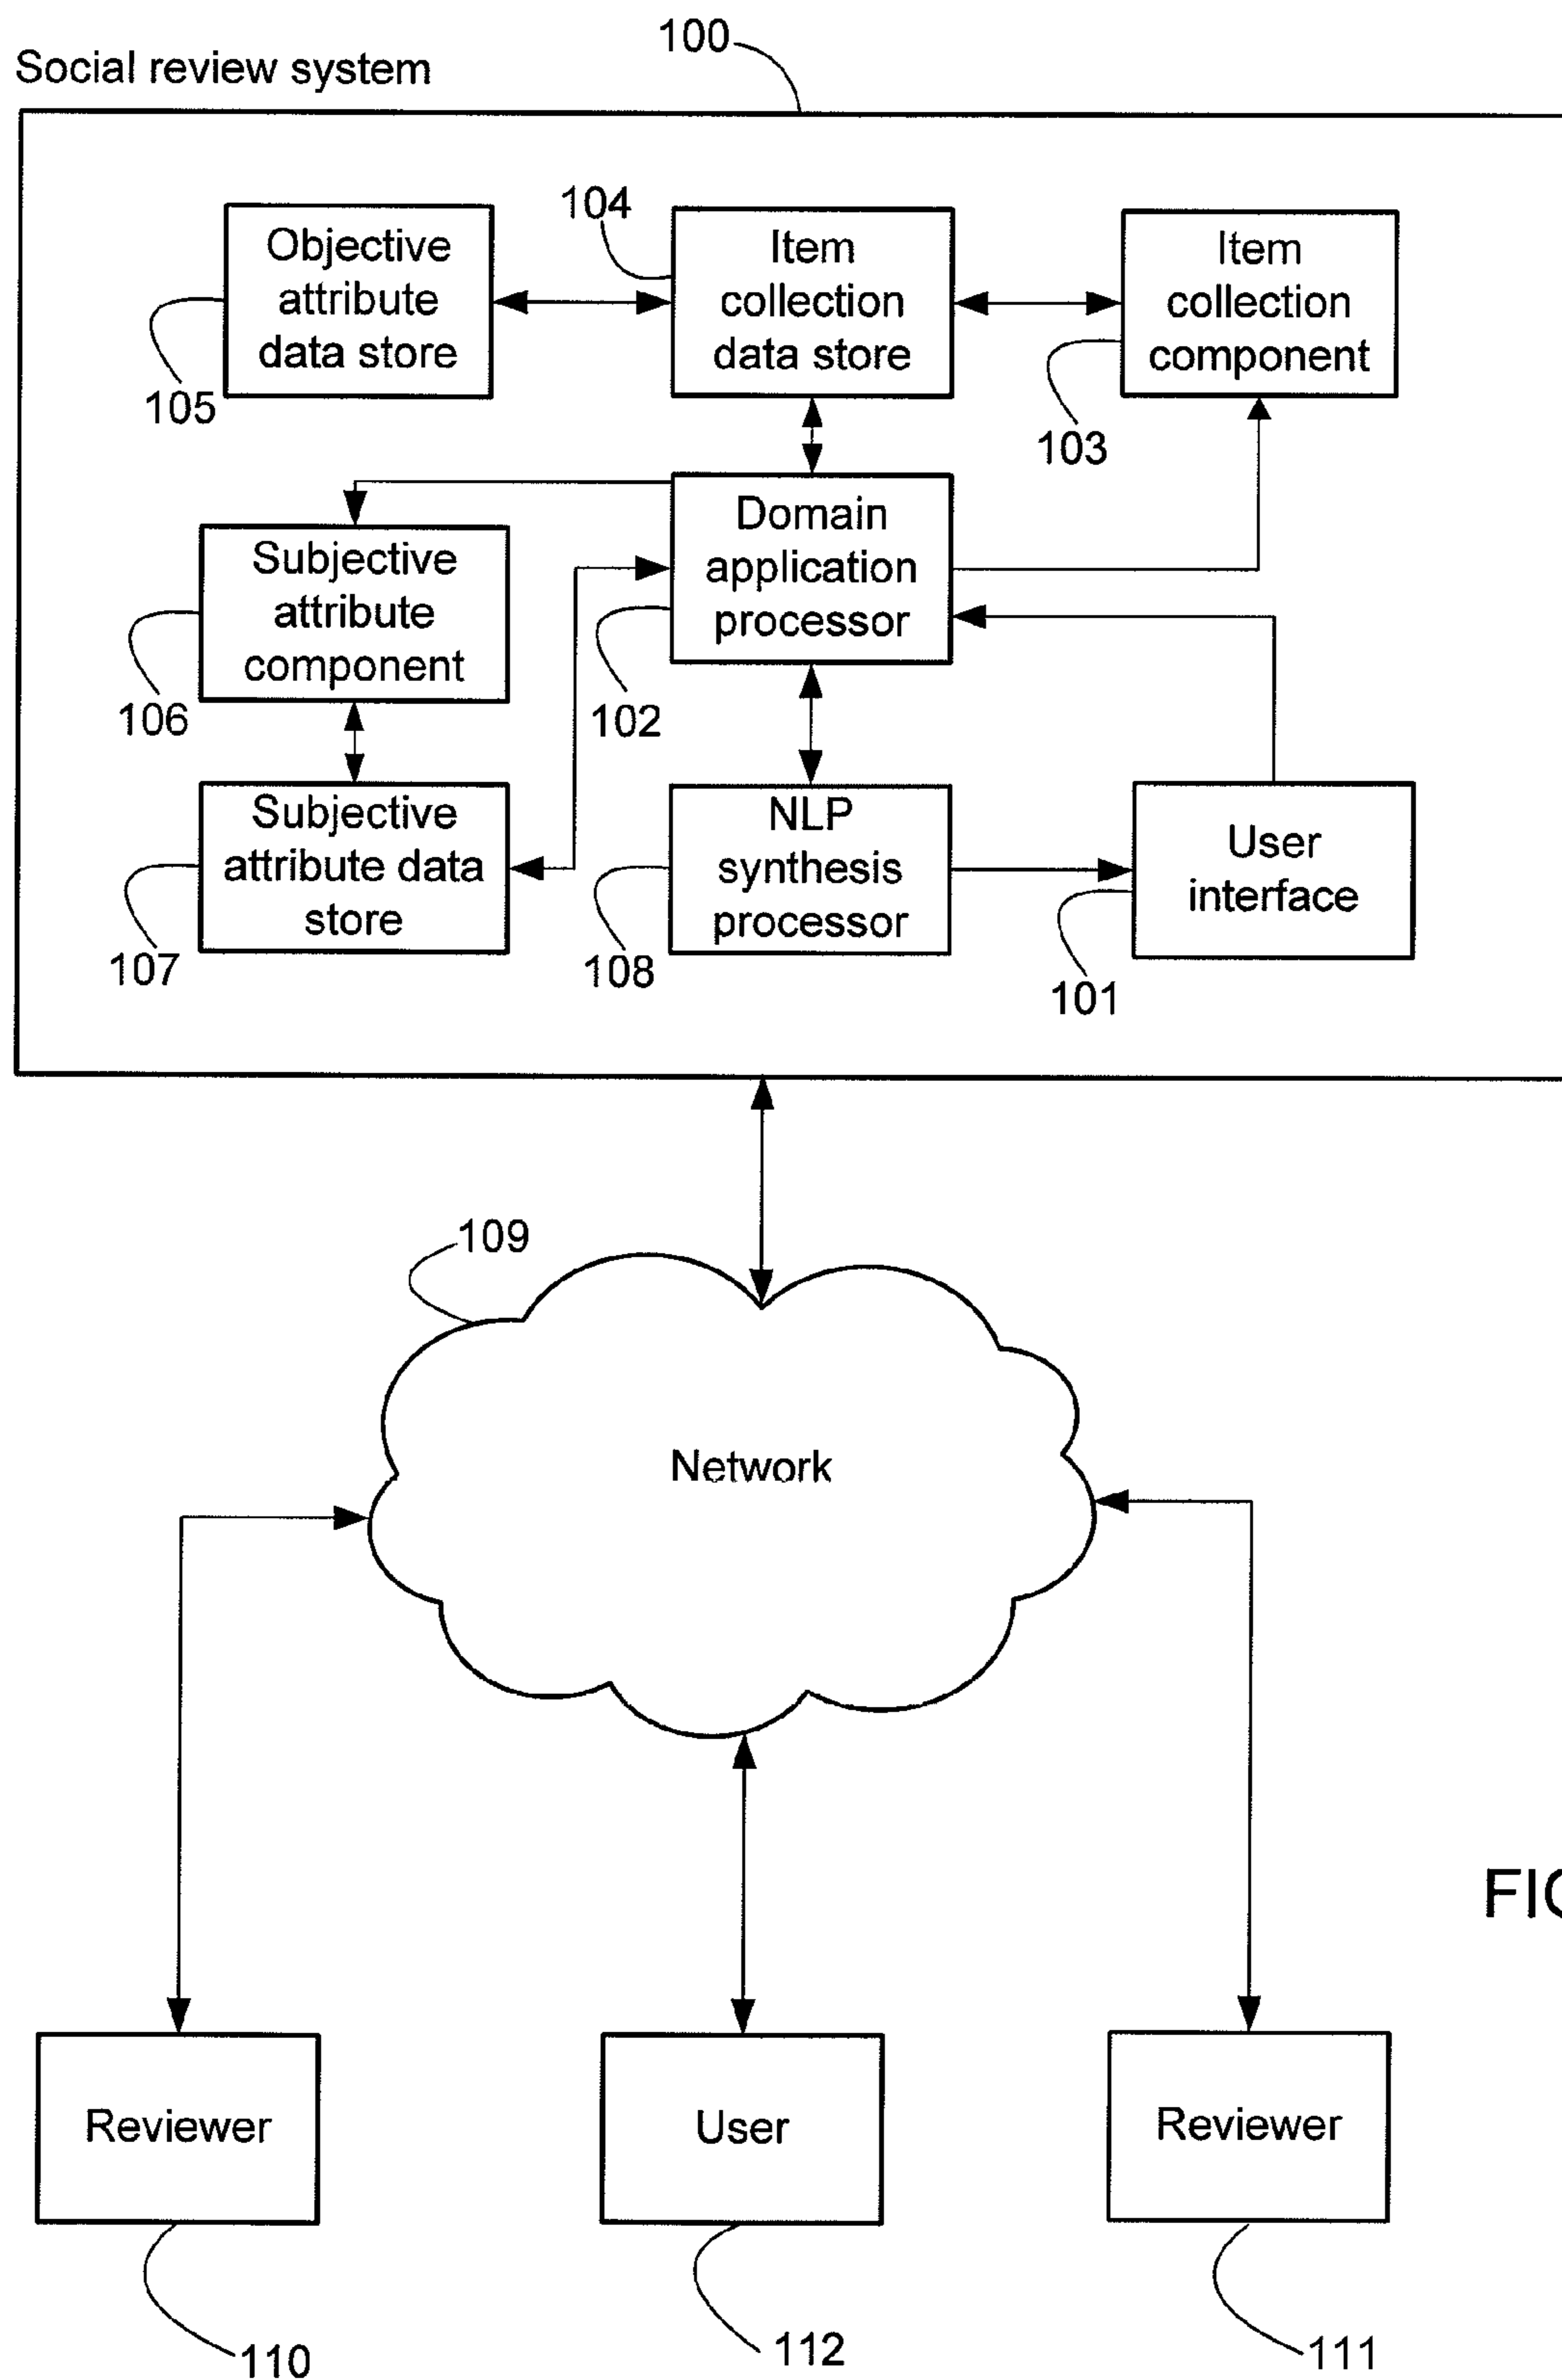 100
Social review system
104
Objective
attribute
data store
Item
collection
data store
Item
collection
component
105
103
Domain
application
processor
Subjective
attribute
component
106
102
Subjective
attribute data
store
NLP
synthesis
processor
User
interface
107
108
101
109
Network
FIG
Reviewer
User
Reviewer
110
112
111